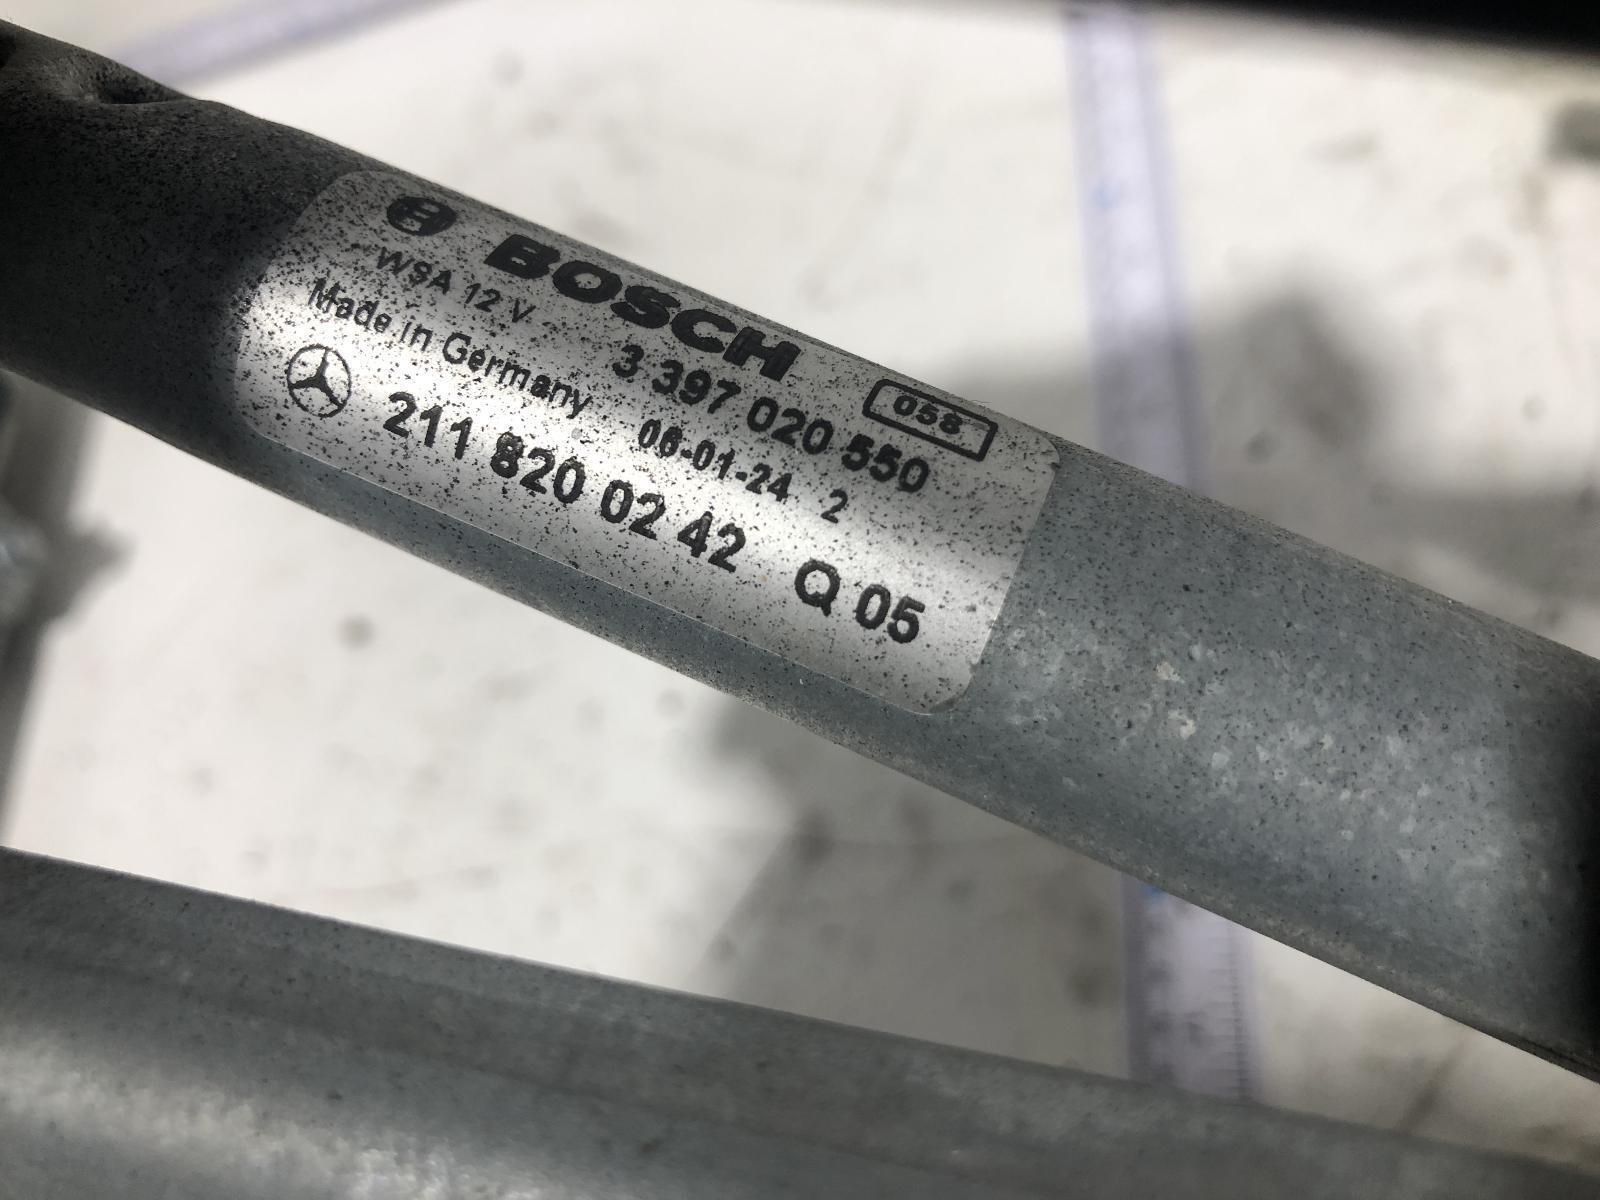 BOSCH
WSA 12 V 3 397 020 550 058
Made in Germany 06-01-24 2
211 820 02 42 Q 05